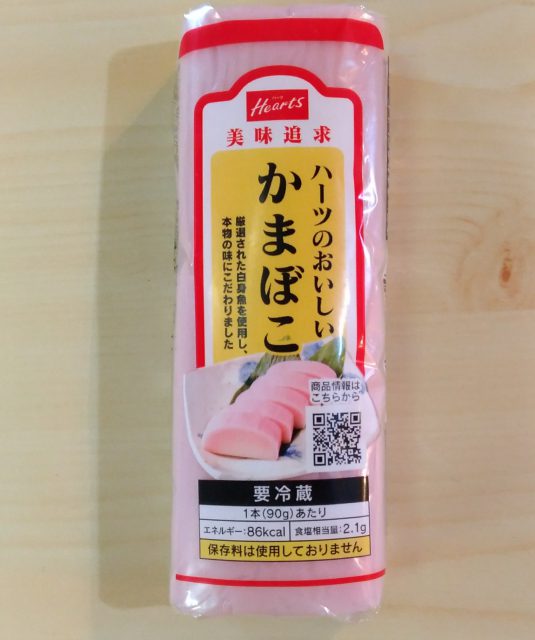 ハーツ
Hearts
美味追求
ハーツのおいしい
かまぼこ
厳選された白身魚を使用し、
本物の味にこだわりました
商品情報は
こちらから
要冷蔵
1本(90g)あたり
エネルギー:86kcal 食塩相当量:2.1g
保存料は使用しておりません